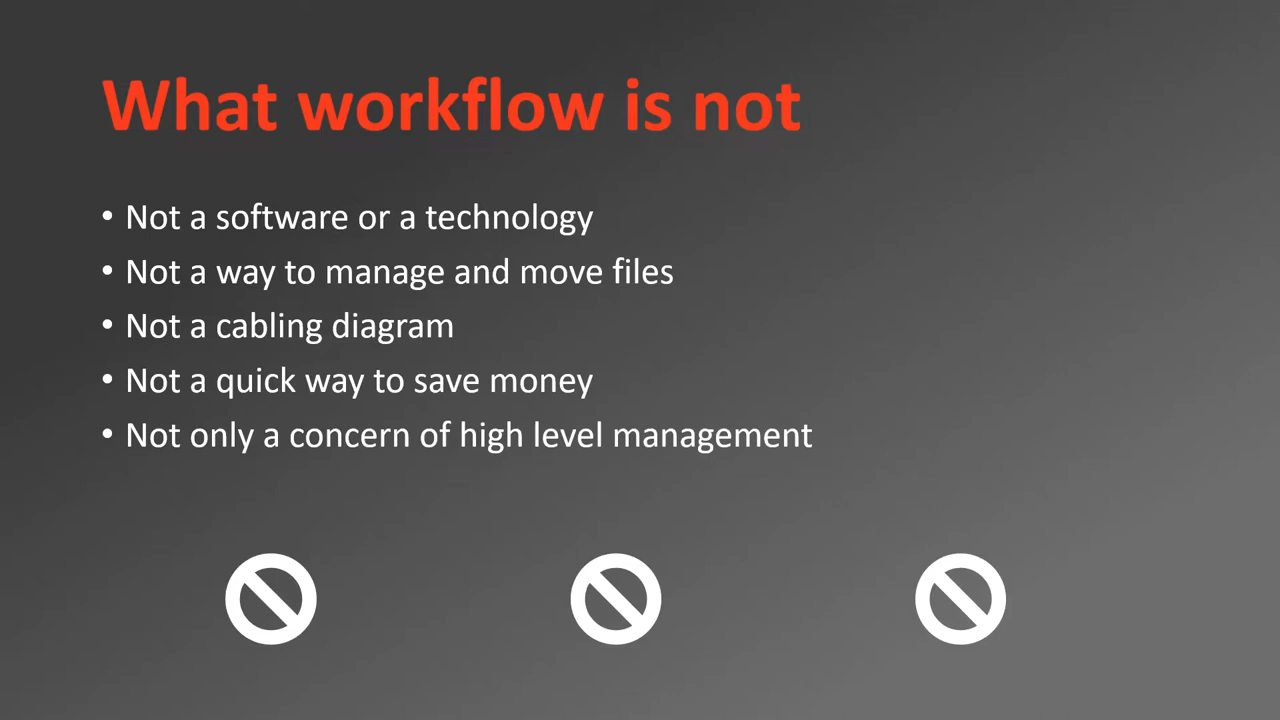 What workflow is not
• Not a software or a technology
• Not a way to manage and move files
• Not a cabling diagram
• Not a quick way to save money
• Not only a concern of high level management